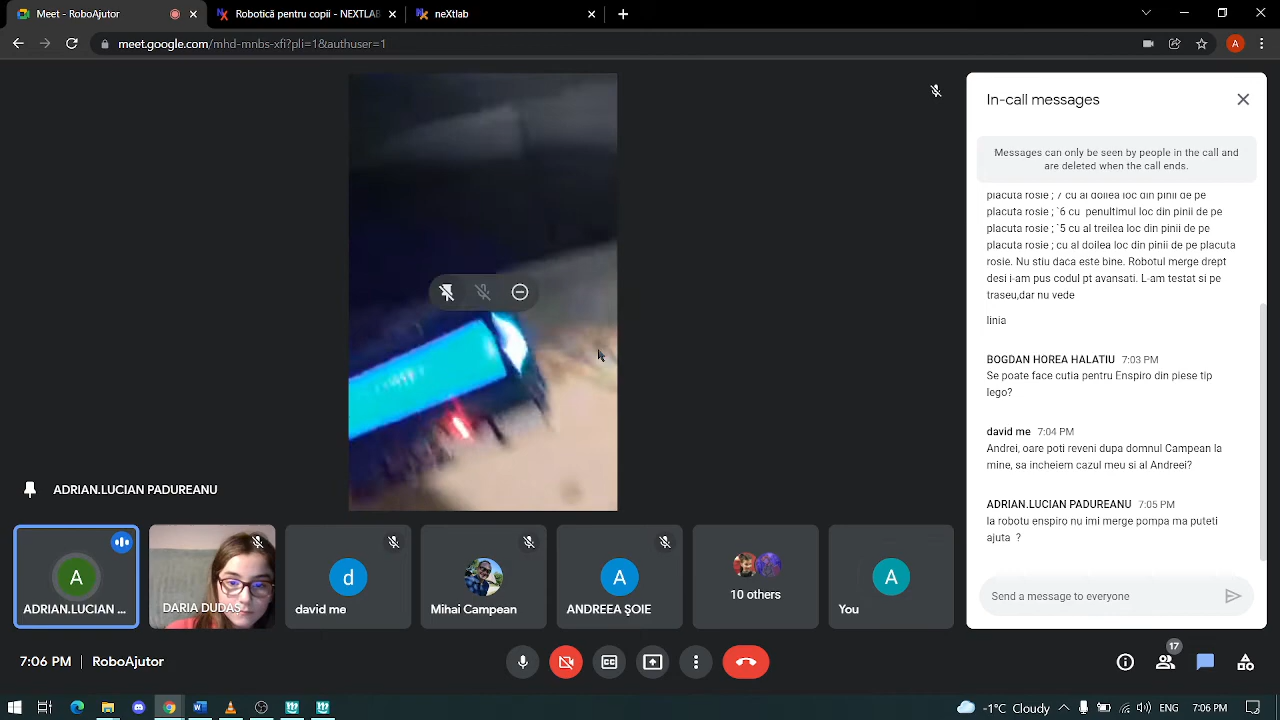 Meet - RoboAjutor
Robotică pentru copii - NEXTLAB
neXtlab
meet.google.com/mhd-mnbs-xfi?pli=1&authuser=1
A
In-call messages
Messages can only be seen by people in the call and
are deleted when the call ends.
placuta rosie ; 7 cu al doilea loc din pinii de pe
placuta rosie ; `6 cu penultimul loc din pinii de pe
placuta rosie ; `5 cu al treilea loc din pinii de pe
placuta rosie ; cu al doilea loc din pinii de pe placuta
rosie. Nu stiu daca este bine. Robotul merge drept
desi i-am pus codul pt avansati. L-am testat si pe
traseu,dar nu vede
linia
BOGDAN HOREA HALATIU 7:03 PM
Se poate face cutia pentru Enspiro din piese tip
lego?
david me 7:04 PM
Andrei, oare poti reveni dupa domnul Campean la
mine, sa incheiem cazul meu si al Andreei?
ADRIAN.LUCIAN PADUREANU 7:05 PM
la robotu enspiro nu imi merge pompa ma puteti
ajuta ?
Send a message to everyone
ADRIAN.LUCIAN PADUREANU
A
ADRIAN.LUCIAN ...
DARIA DUDAȘ
d
david me
Mihai Campean
A
ANDREEA ŞOIE
10 others
A
You
7:06 PM | RoboAjutor
17
-1°C Cloudy
ENG
7:06 PM